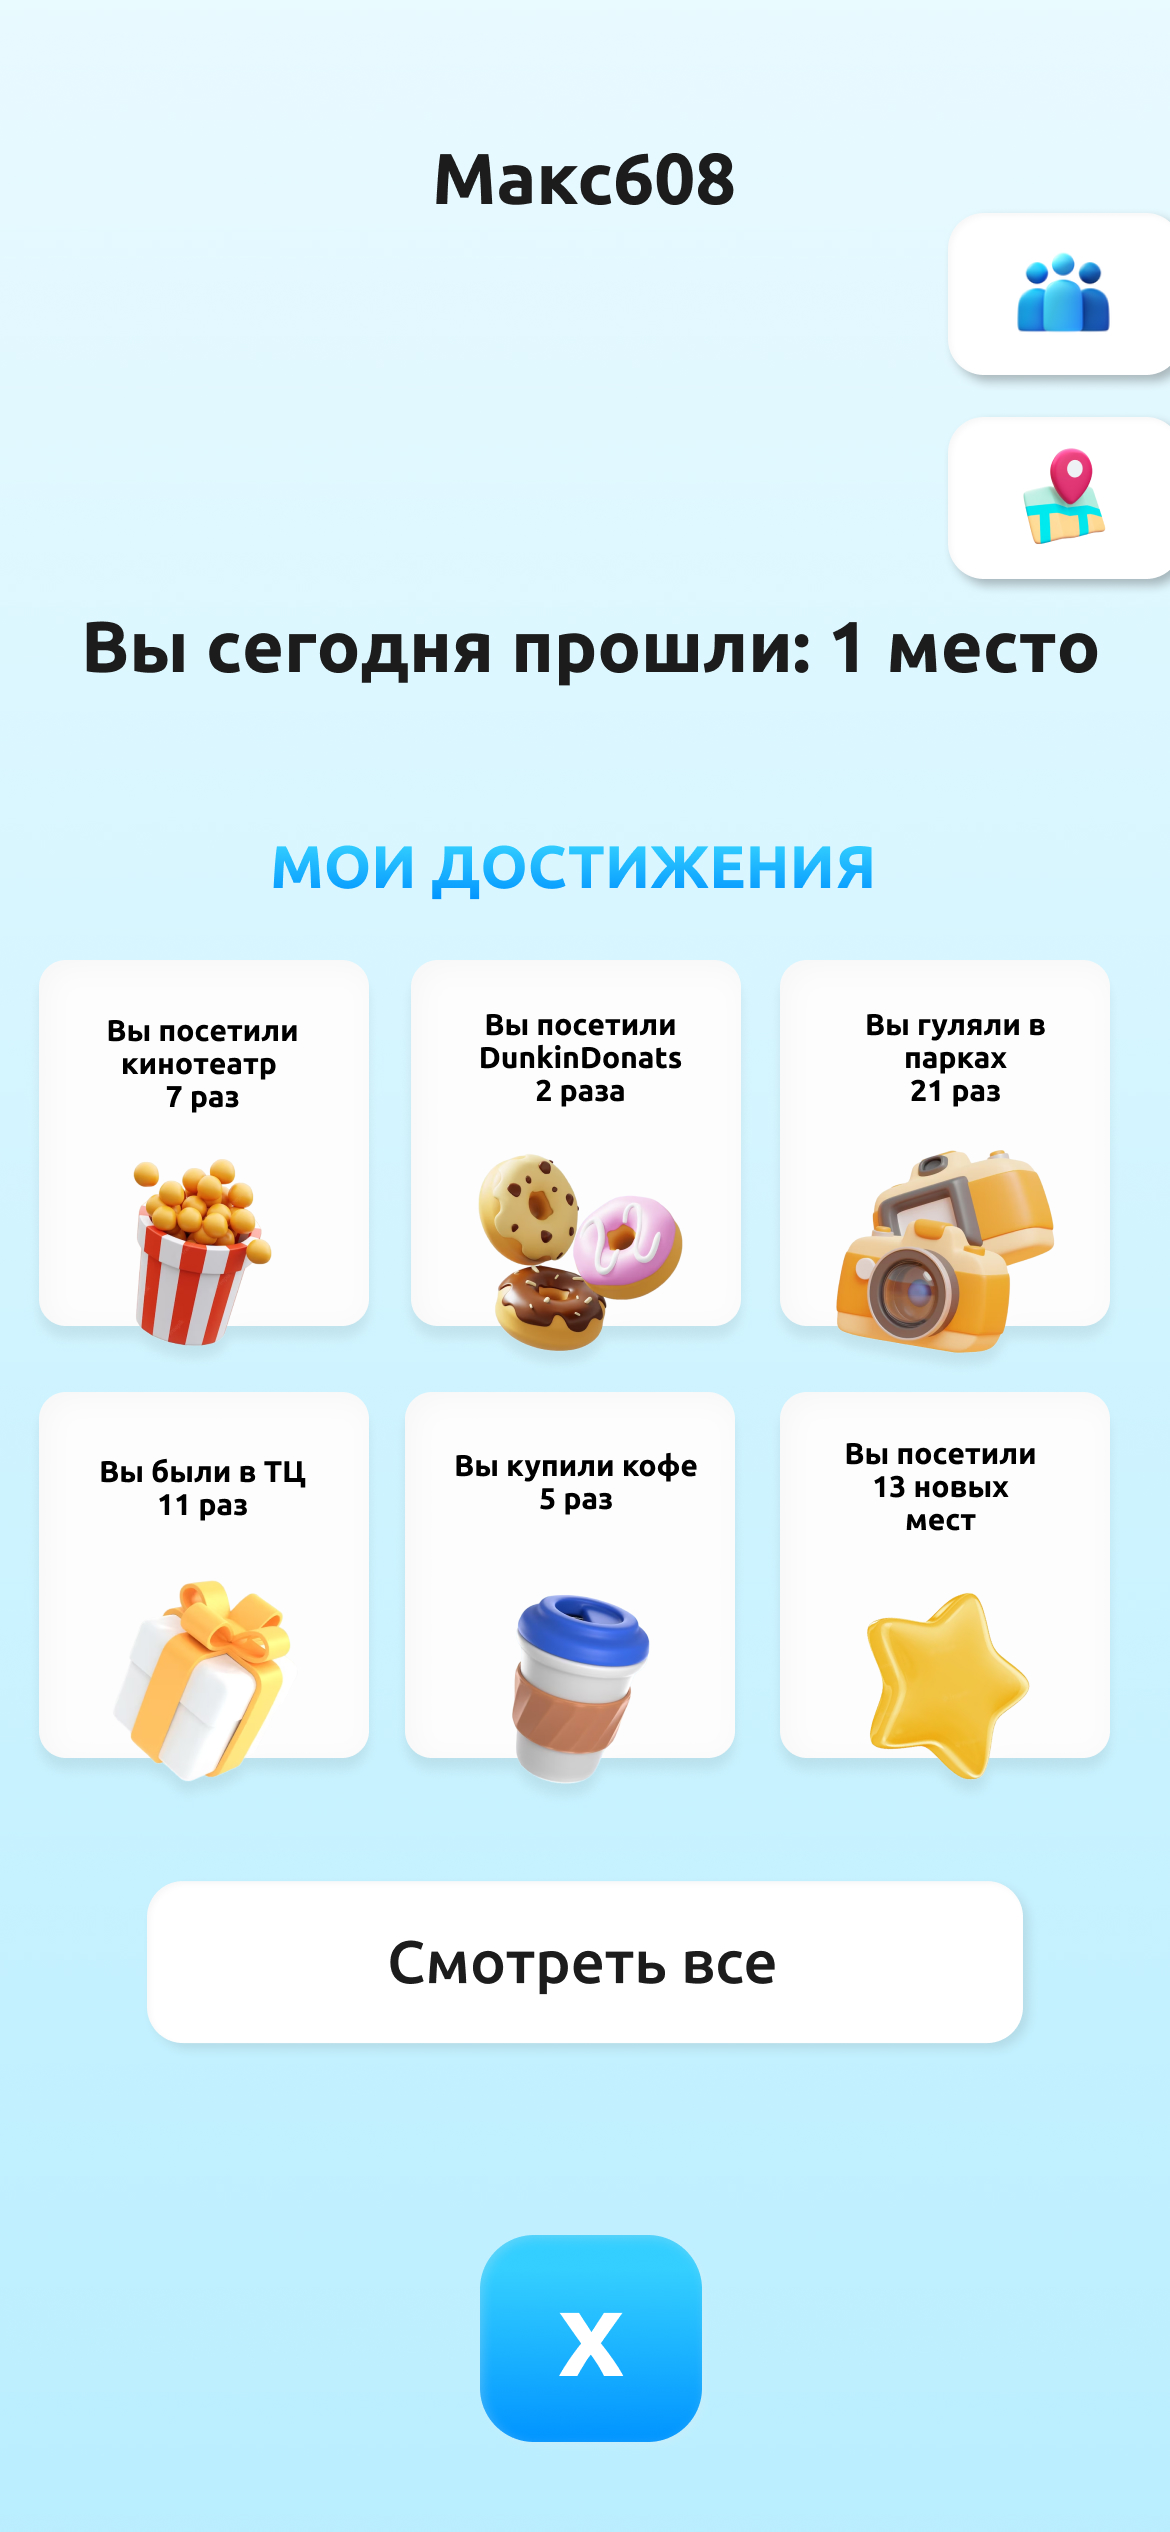 Макс608
Вы сегодня прошли: 1 место
МОИ ДОСТИЖЕНИЯ
Вы посетили
кинотеатр
7 раз
Вы посетили
DunkinDonats
2 раза
Вы гуляли в
парках
21 раз
Вы были в ТЦ
11 раз
Вы купили кофе
5 раз
Вы посетили
13 новых
мест
Смотреть все
x